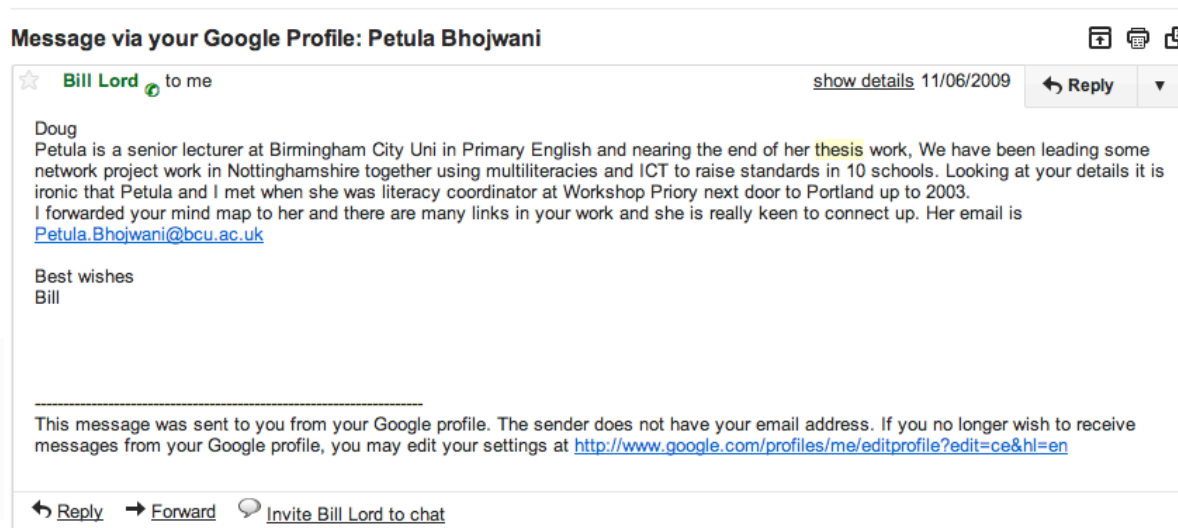 Message via your Google Profile: Petula Bhojwani
Bill Lord to me show details 11/06/2009 Reply
Doug
Petula is a senior lecturer at Birmingham City Uni in Primary English and nearing the end of her thesis work, We have been leading some
network project work in Nottinghamshire together using multiliteracies and ICT to raise standards in 10 schools. Looking at your details it is
ironic that Petula and I met when she was literacy coordinator at Workshop Priory next door to Portland up to 2003.
I forwarded your mind map to her and there are many links in your work and she is really keen to connect up. Her email is
Petula.Bhojwani@bcu.ac.uk
Best wishes
Bill
----------------------------------------------------------------------
This message was sent to you from your Google profile. The sender does not have your email address. If you no longer wish to receive
messages from your Google profile, you may edit your settings at http://www.google.com/profiles/me/editprofile?edit=ce&hl=en
Reply Forward Invite Bill Lord to chat